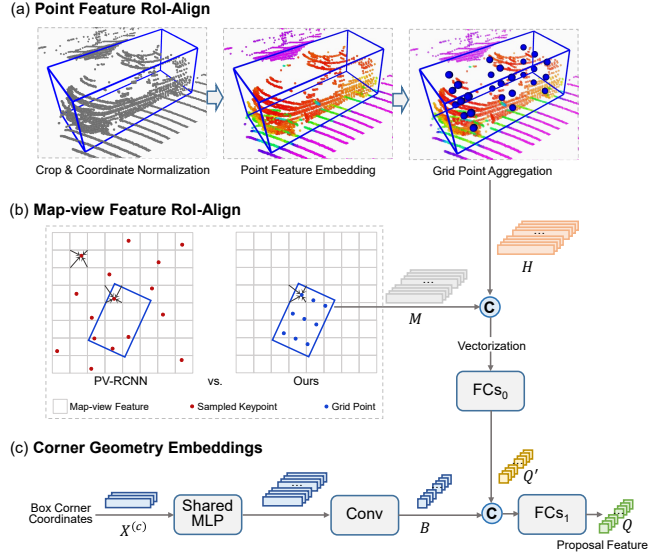 (a) Point Feature RoI-Align
Crop & Coordinate Normalization
Point Feature Embedding
Grid Point Aggregation
(b) Map-view Feature RoI-Align
...
H
...
M
C
PV-RCNN
vs.
Ours
Vectorization
Map-view Feature
Sampled Keypoint
Grid Point
FCs₀
(c) Corner Geometry Embeddings
...
Q′
Box Corner
Coordinates
X⁽ᶜ⁾
Shared
MLP
...
Conv
...
B
C
FCs₁
...
Q
Proposal Feature